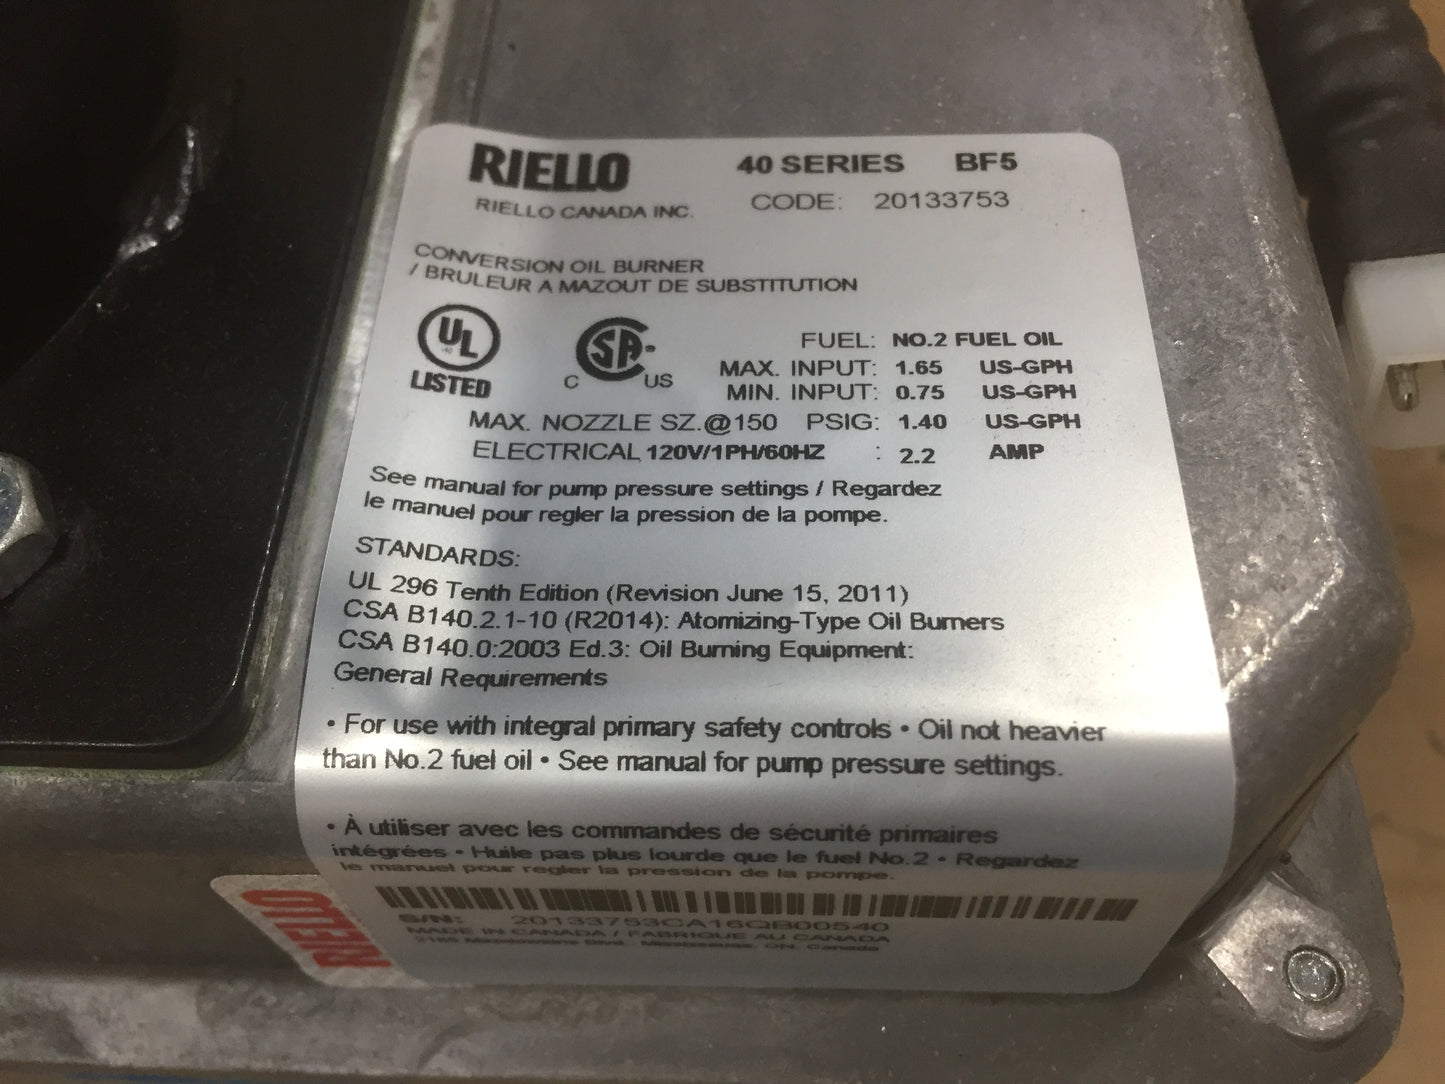 RIELLO
RIELLO CANADA INC.
40 SERIES BF5
CODE: 20133753
CONVERSION OIL BURNER
/ BRULEUR A MAZOUT DE SUBSTITUTION
UL
LISTED
C SA US
FUEL: NO.2 FUEL OIL
MAX. INPUT: 1.65 US-GPH
MIN. INPUT: 0.75 US-GPH
MAX. NOZZLE SZ.@150 PSIG: 1.40 US-GPH
ELECTRICAL 120V/1PH/60HZ : 2.2 AMP
See manual for pump pressure settings / Regardez
le manuel pour regler la pression de la pompe.
STANDARDS:
UL 296 Tenth Edition (Revision June 15, 2011)
CSA B140.2.1-10 (R2014): Atomizing-Type Oil Burners
CSA B140.0:2003 Ed.3: Oil Burning Equipment:
General Requirements
• For use with integral primary safety controls • Oil not heavier
than No.2 fuel oil • See manual for pump pressure settings.
• À utiliser avec les commandes de sécurité primaires
intégrées • Huile pas plus lourde que le fuel No.2 • Regardez
le manuel pour regler la pression de la pompe.
S/N: 20133753CA16QB00540
MADE IN CANADA / FABRIQUE AU CANADA
Mississauga, ON, Canada
RIELLO